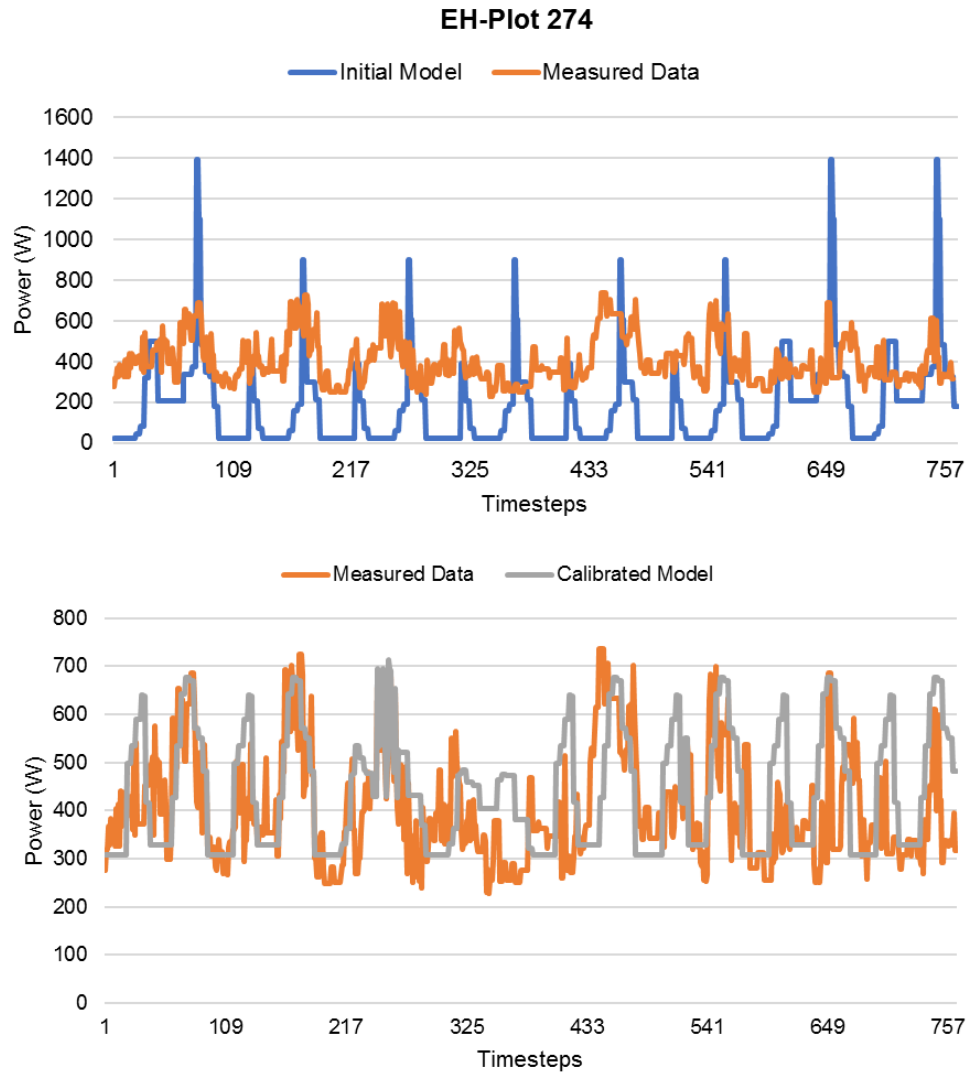 EH-Plot 274
Initial Model Measured Data
1600
1400
1200
1000
800
600
400
200
0
Power (W)
1 109 217 325 433 541 649 757
Timesteps
Measured Data Calibrated Model
800
700
600
500
400
300
200
100
0
Power (W)
1 109 217 325 433 541 649 757
Timesteps